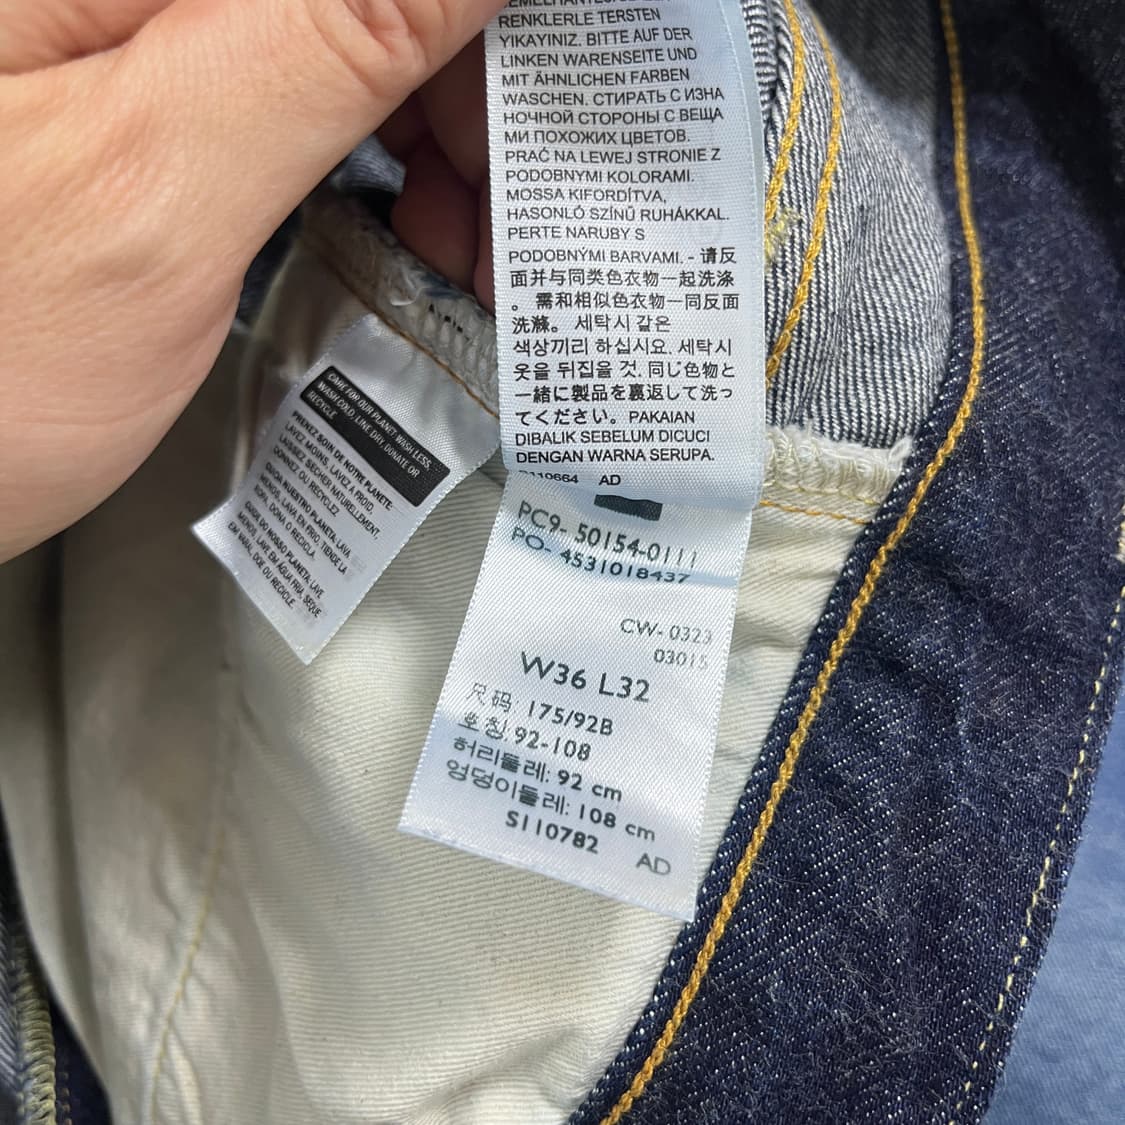 RENKLERLE TERSTEN
YIKAYINIZ. BITTE AUF DER
LINKEN WARENSEITE UND
MIT ÄHNLICHEN FARBEN
WASCHEN. СТИРАТЬ С ИЗНА
НОЧНОЙ СТОРОНЫ С ВЕЩА
МИ ПОХОЖИХ ЦВЕТОВ.
PRAĆ NA LEWEJ STRONIE Z
PODOBNYMI KOLORAMI.
MOSSA KIFORDÍTVA,
HASONLÓ SZÍNŰ RUHÁKKAL.
PERTE NARUBY S
PODOBNÝMI BARVAMI. - 请反
面并与同类色衣物一起洗涤
。 需和相似色衣物一同反面
洗滌。 세탁시 같은
색상끼리 하십시요. 세탁시
옷을 뒤집을 것. 同じ色物と
一緒に製品を裏返して洗っ
てください。 PAKAIAN
DIBALIK SEBELUM DICUCI
DENGAN WARNA SERUPA.
AD
CARE FOR OUR PLANET: WASH LESS,
WASH COLD, LINE DRY, DONATE OR
RECYCLE
PRENEZ SOIN DE NOTRE PLANETE:
LAVEZ MOINS, LAVEZ A FROID,
LAISSEZ SÉCHER NATURELLEMENT,
DONNEZ OU RECYCLEZ.
CUIDA NUESTRO PLANETA: LAVA
MENOS, LAVA EN FRIO, TIENDE LA
ROPA, DONA O RECICLA.
CUIDE DO NOSSO PLANETA: LAVE
MENOS, LAVE EM ÁGUA FRIA, SEQUE
EM VARAL, DOE OU RECICLE.
PC9- 50154-0111
PO- 4531018437
CW- 0323
03015
W36 L32
尺码: 175/92B
호칭: 92-108
허리둘레: 92 cm
엉덩이둘레: 108 cm
S110782 AD